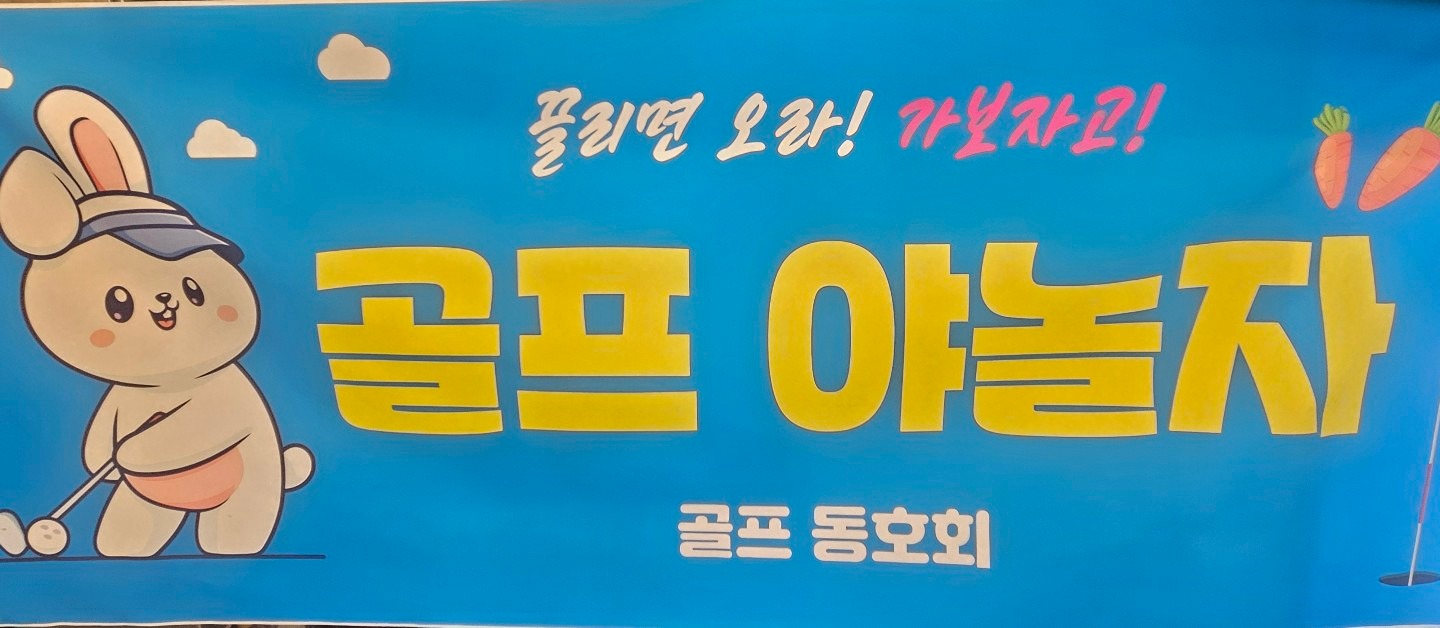 끌리면 오라! 가보자고!
골프 야놀자
골프 동호회